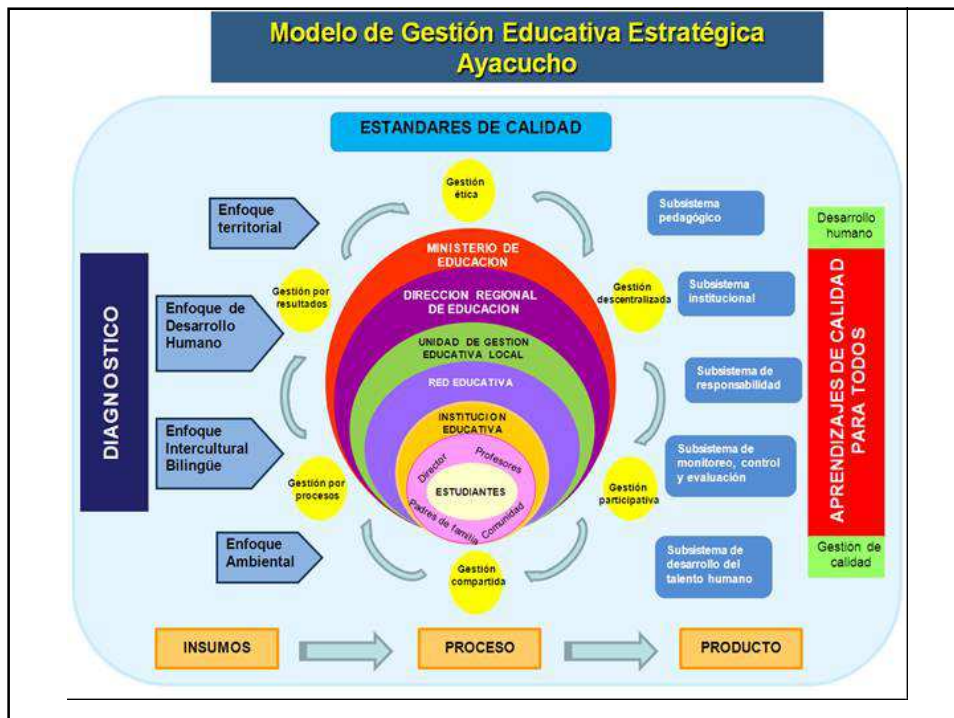 Modelo de Gestión Educativa Estratégica
Ayacucho
ESTANDARES DE CALIDAD
DIAGNOSTICO
Enfoque
territorial
Enfoque de
Desarrollo
Humano
Enfoque
Intercultural
Bilingüe
Enfoque
Ambiental
Gestión
ética
Gestión por
resultados
Gestión
descentralizada
Gestión por
procesos
Gestión
participativa
Gestión
compartida
MINISTERIO DE
EDUCACION
DIRECCION REGIONAL
DE EDUCACION
UNIDAD DE GESTION
EDUCATIVA LOCAL
RED EDUCATIVA
INSTITUCION
EDUCATIVA
Director
Profesores
ESTUDIANTES
Padres de familia
Comunidad
Subsistema
pedagógico
Subsistema
institucional
Subsistema de
responsabilidad
Subsistema de
monitoreo, control
y evaluación
Subsistema de
desarrollo del
talento humano
Desarrollo
humano
APRENDIZAJES DE CALIDAD
PARA TODOS
Gestión de
calidad
INSUMOS
PROCESO
PRODUCTO